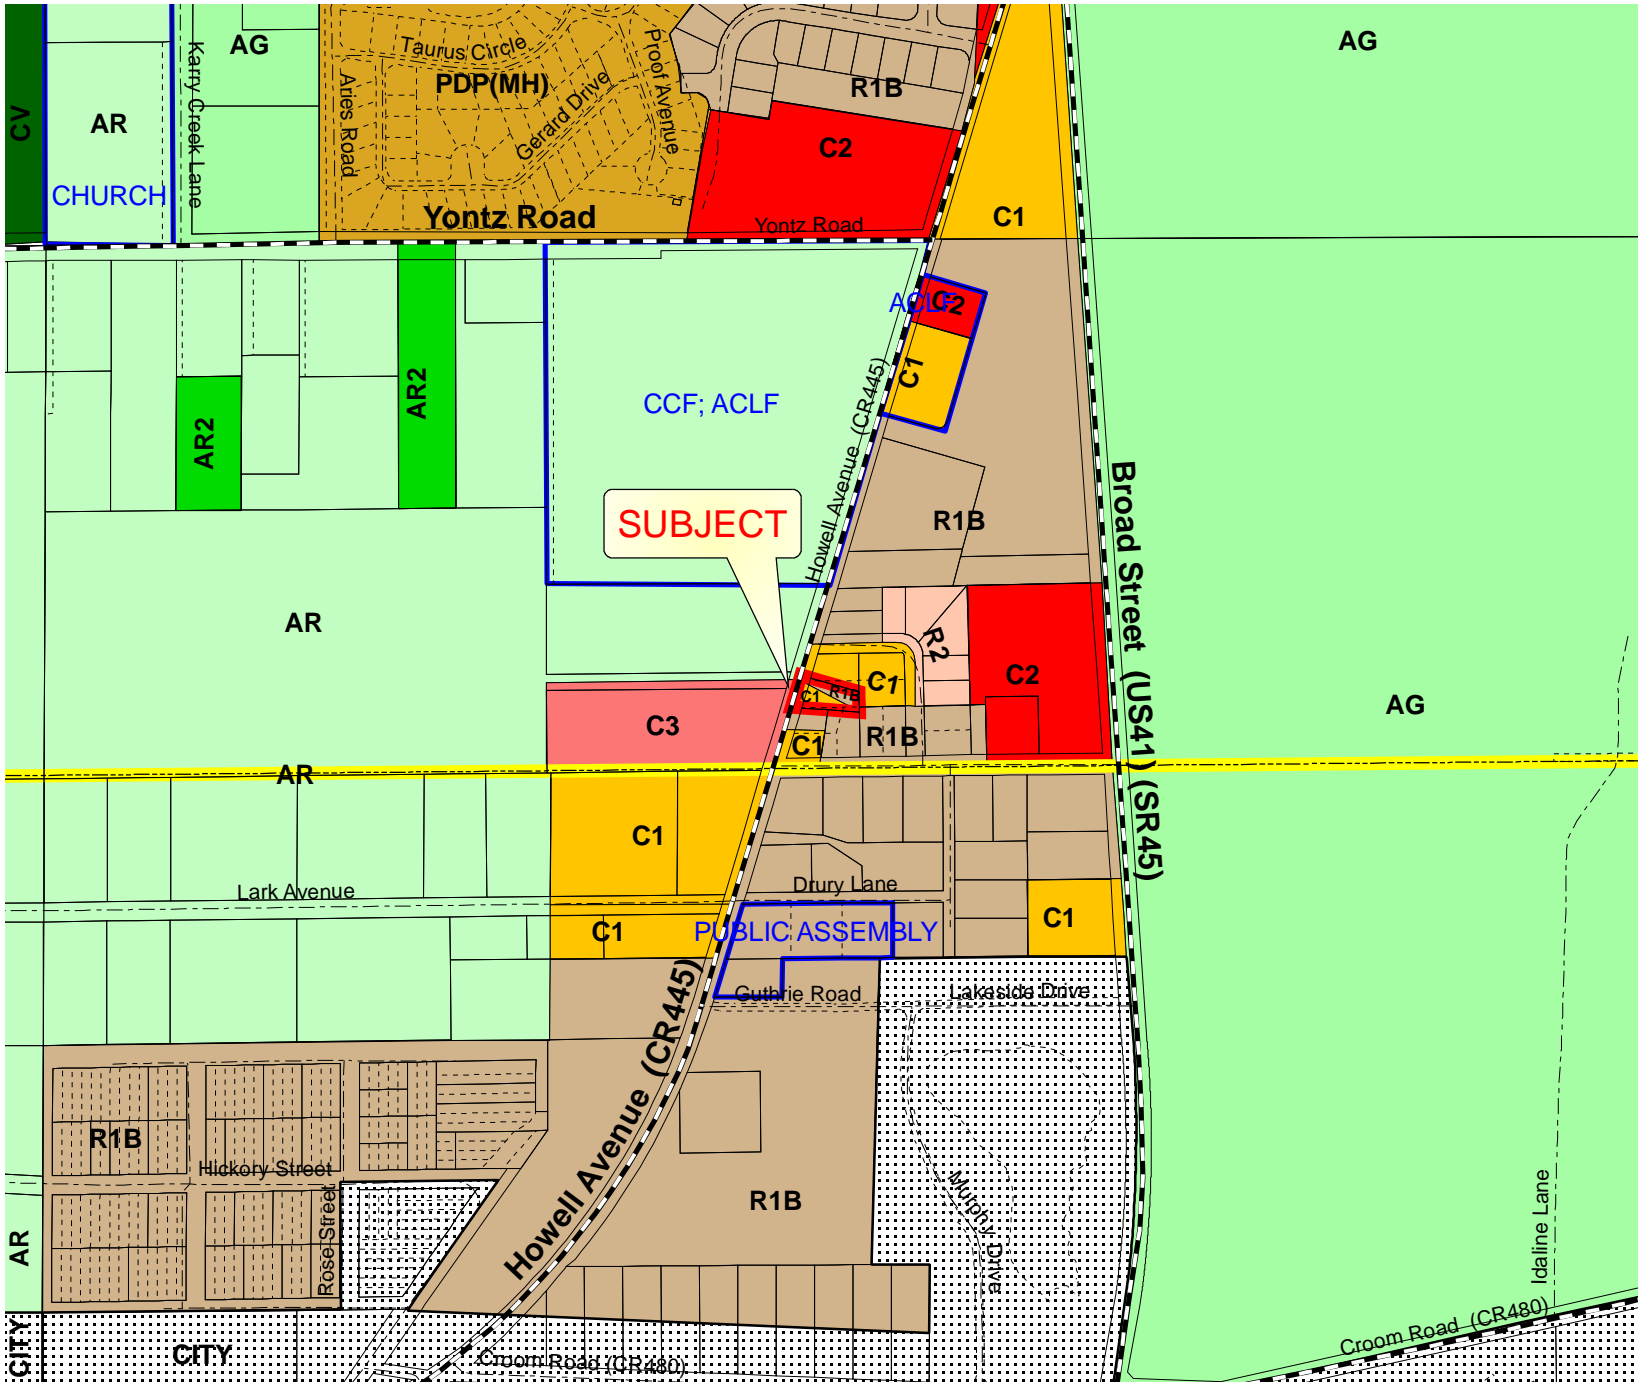 AG
Taurus Circle
AG
PDP(MH)
Karry Creek Lane
Aries Road
Gerard Drive
Proof Avenue
R1B
CV
AR
C2
CHURCH
Yontz Road
Yontz Road
C1
ACLF
C2
C1
AR2
AR2
CCF; ACLF
Howell Avenue (CR445)
R1B
SUBJECT
Broad Street (US41) (SR45)
AR
R2
C2
C1
C1
R1B
AG
C3
C1
R1B
AR
C1
Lark Avenue
Drury Lane
C1
PUBLIC ASSEMBLY
C1
Guthrie Road
Lakeside Drive
Howell Avenue (CR445)
R1B
Hickory Street
Rose Street
R1B
Murphy Drive
Idaline Lane
AR
CITY
CITY
Croom Road (CR480)
Croom Road (CR480)